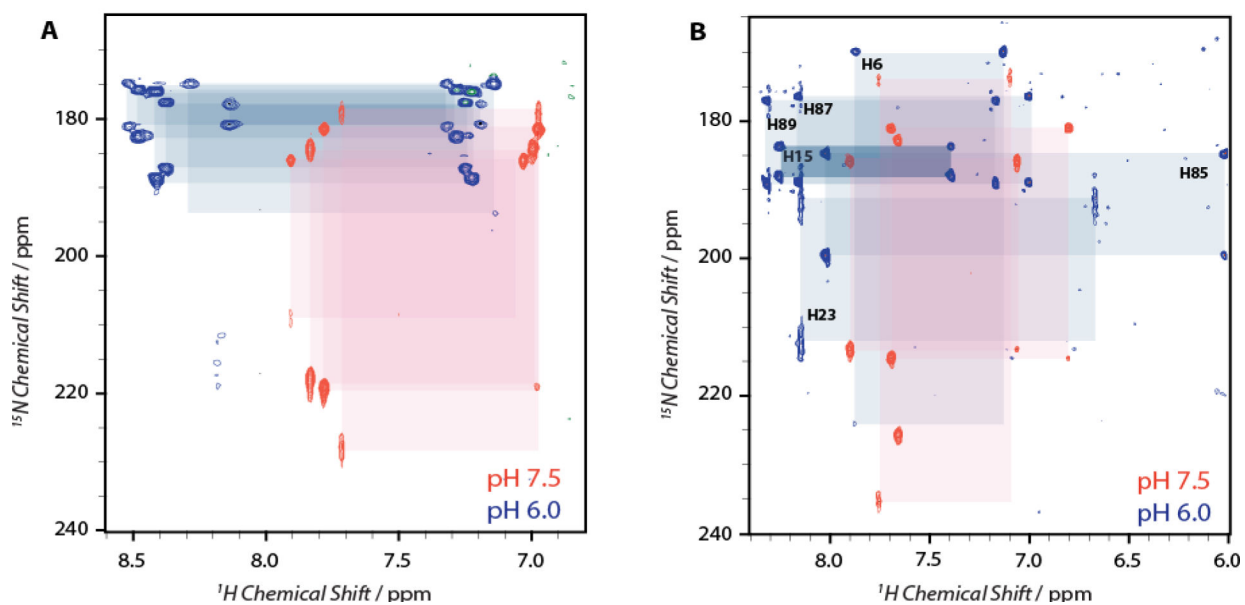 A
180
200
220
240
8.5
8.0
7.5
7.0
15N Chemical Shift / ppm
1H Chemical Shift / ppm
pH 7.5
pH 6.0
B
H6
H87
H89
H15
H85
H23
180
200
220
240
8.0
7.5
7.0
6.5
6.0
15N Chemical Shift / ppm
1H Chemical Shift / ppm
pH 7.5
pH 6.0